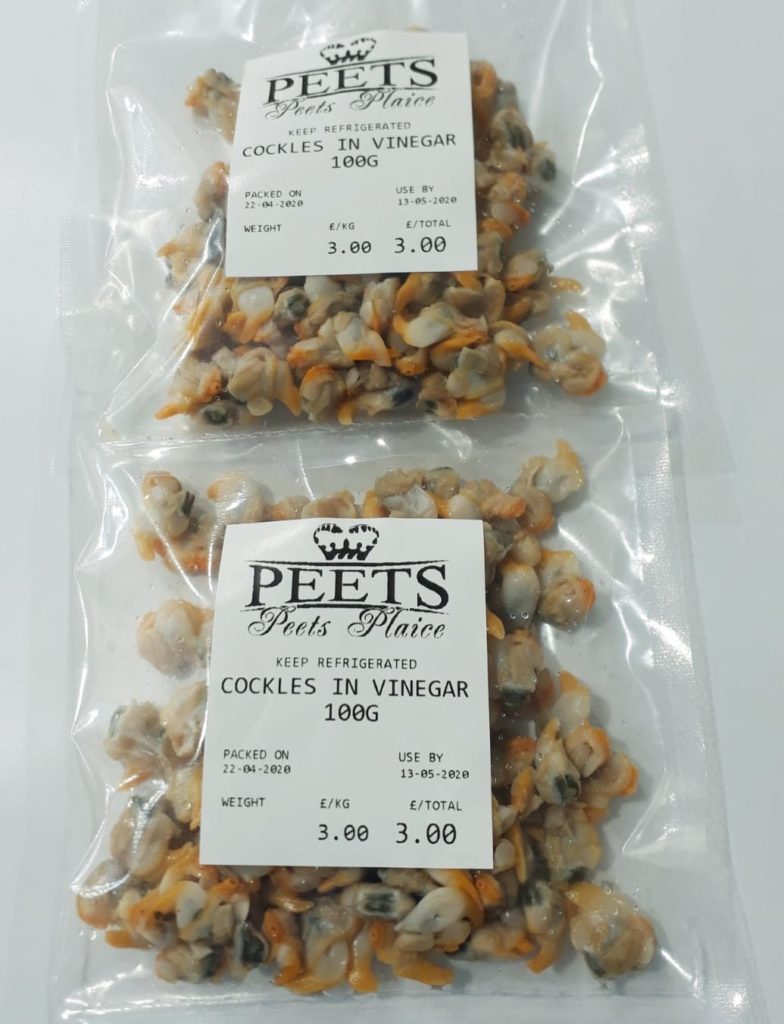 PEETS
Peets Plaice
KEEP REFRIGERATED
COCKLES IN VINEGAR
100G
PACKED ON USE BY
22-04-2020 13-05-2020
WEIGHT £/KG £/TOTAL
3.00 3.00
PEETS
Peets Plaice
KEEP REFRIGERATED
COCKLES IN VINEGAR
100G
PACKED ON USE BY
22-04-2020 13-05-2020
WEIGHT £/KG £/TOTAL
3.00 3.00